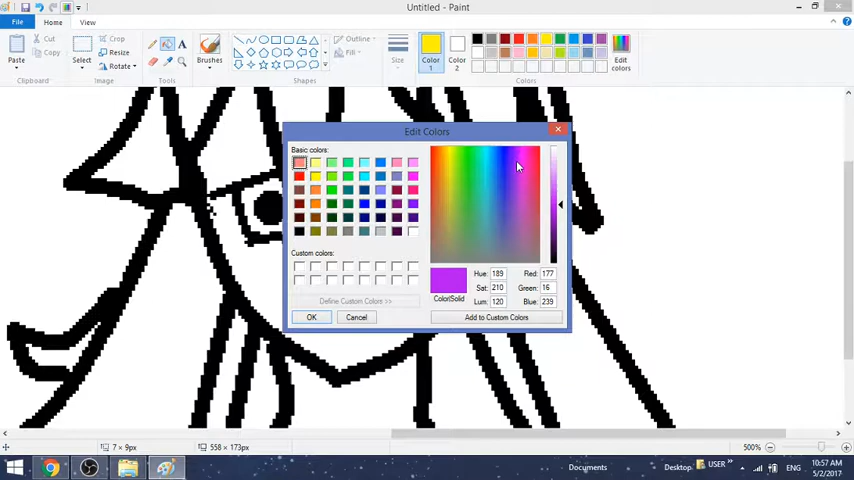 Untitled - Paint
File Home View
Paste
Cut
Copy
Clipboard
Select
Crop
Resize
Rotate
Image
Tools
Brushes
Shapes
Outline
Fill
Size
Color 1
Color 2
Colors
Edit colors
Edit Colors
Basic colors:
Custom colors:
Define Custom Colors >>
OK Cancel
Color|Solid
Hue: 189 Red: 177
Sat: 210 Green: 16
Lum: 120 Blue: 239
Add to Custom Colors
7 × 9px 558 × 173px 500%
Documents Desktop USER » ENG
10:57 AM
5/2/2017